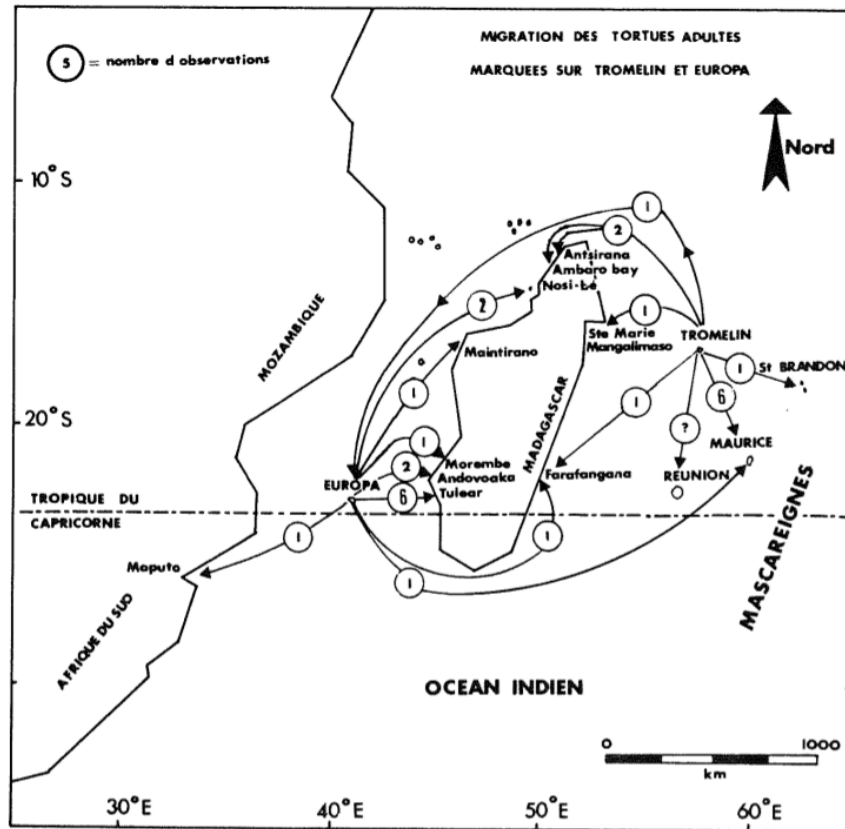 MIGRATION DES TORTUES ADULTES
MARQUEES SUR TROMELIN ET EUROPA
5 = nombre d observations
Nord
10°S
1
2
Antsirana
Ambaro bay
Nosi-Be
2
1
Ste Marie
Mangalimaso
TROMELIN
MOZAMBIQUE
Maintirano
1
St BRANDON
1
6
1
?
MADAGASCAR
20°S
MAURICE
1
Morembe
2
Andovoaka
Farafangana
REUNION
EUROPA
6
Tulear
TROPIQUE DU
CAPRICORNE
1
1
Maputo
1
MASCAREIGNES
AFRIQUE DU SUD
OCEAN INDIEN
0 1000
km
30°E 40°E 50°E 60°E